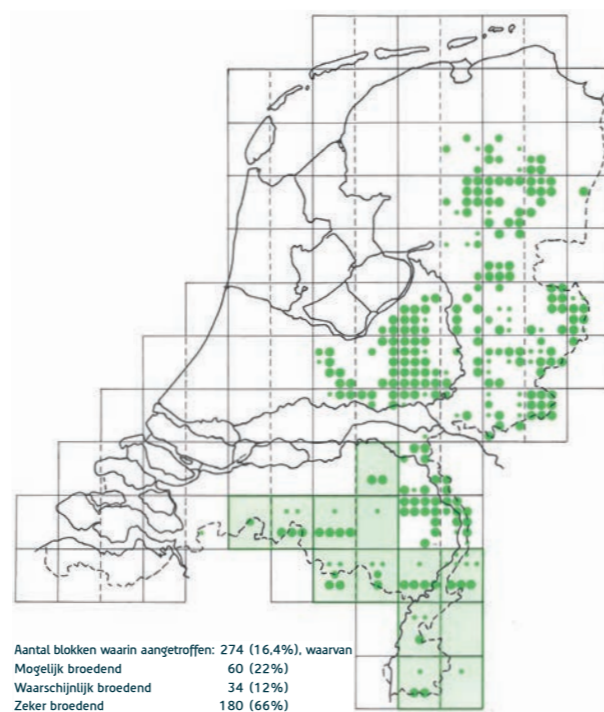 Aantal blokken waarin aangetroffen: 274 (16,4%), waarvan
Mogelijk broedend 60 (22%)
Waarschijnlijk broedend 34 (12%)
Zeker broedend 180 (66%)